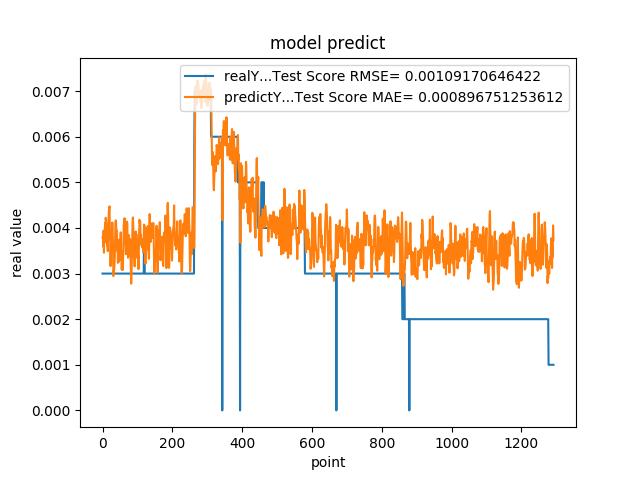 model predict
realY...Test Score RMSE= 0.00109170646422
predictY...Test Score MAE= 0.000896751253612
real value
0.007
0.006
0.005
0.004
0.003
0.002
0.001
0.000
0 200 400 600 800 1000 1200
point